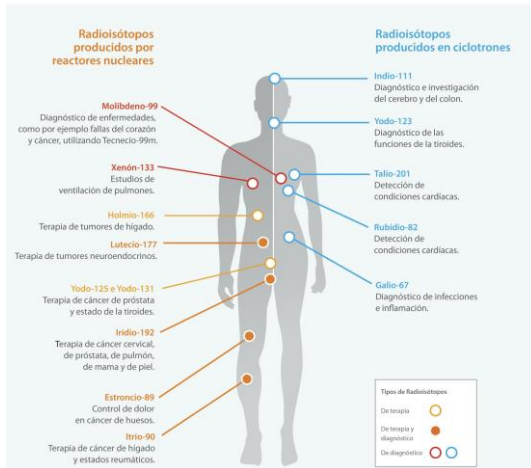 Radioisótopos
producidos por
reactores nucleares
Molibdeno-99
Diagnóstico de enfermedades,
como por ejemplo fallas del corazón
y cáncer, utilizando Tecnecio-99m.
Xenón-133
Estudios de
ventilación de pulmones.
Holmio-166
Terapia de tumores de hígado.
Lutecio-177
Terapia de tumores neuroendocrinos.
Yodo-125 e Yodo-131
Terapia de cáncer de próstata
y estado de la tiroides.
Iridio-192
Terapia de cáncer cervical,
de próstata, de pulmón,
de mama y de piel.
Estroncio-89
Control de dolor
en cáncer de huesos.
Itrio-90
Terapia de cáncer de hígado
y estados reumáticos.
Radioisótopos
producidos en ciclotrones
Indio-111
Diagnóstico e investigación
del cerebro y del colon.
Yodo-123
Diagnóstico de las
funciones de la tiroides.
Talio-201
Detección de
condiciones cardíacas.
Rubidio-82
Detección de
condiciones cardíacas.
Galio-67
Diagnóstico de infecciones
e inflamación.
Tipos de Radioisótopos
De terapia
De terapia y
diagnóstico
De diagnóstico